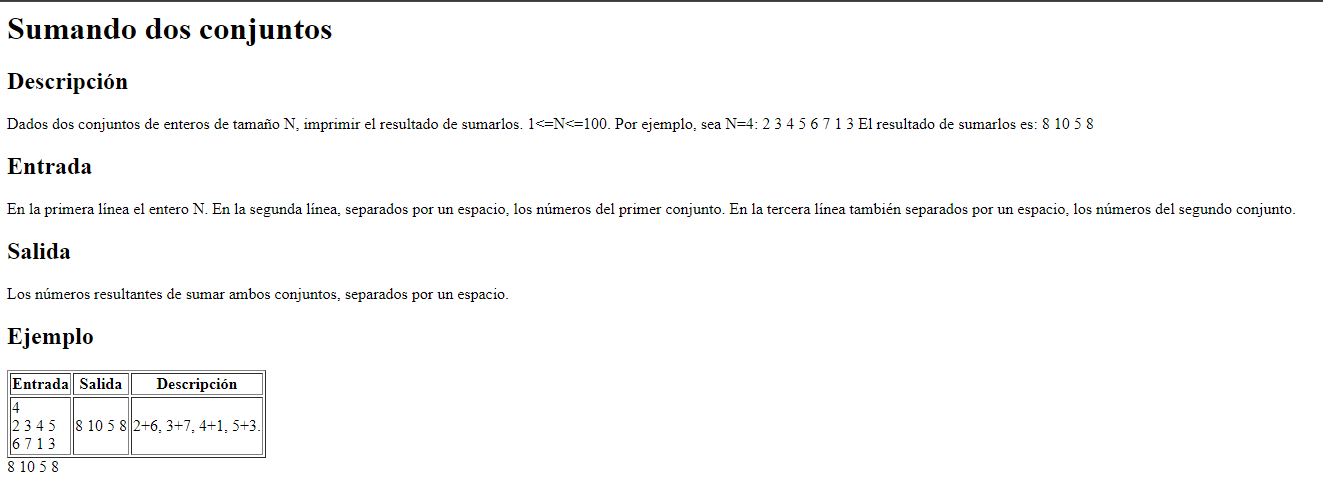 Sumando dos conjuntos
Descripción
Dados dos conjuntos de enteros de tamaño N, imprimir el resultado de sumarlos. 1<=N<=100. Por ejemplo, sea N=4: 2 3 4 5 6 7 1 3 El resultado de sumarlos es: 8 10 5 8
Entrada
En la primera línea el entero N. En la segunda línea, separados por un espacio, los números del primer conjunto. En la tercera línea también separados por un espacio, los números del segundo conjunto.
Salida
Los números resultantes de sumar ambos conjuntos, separados por un espacio.
Ejemplo
Entrada Salida Descripción
4
2 3 4 5 8 10 5 8 2+6, 3+7, 4+1, 5+3.
6 7 1 3
8 10 5 8